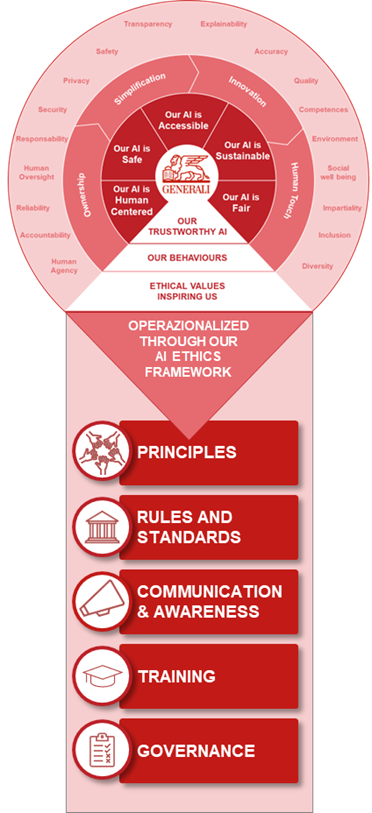 Transparency
Explainability
Safety
Accuracy
Privacy
Quality
Security
Competences
Responsability
Environment
Human
Oversight
Social
well being
Reliability
Impartiality
Accountability
Inclusion
Human
Agency
Diversity
Simplification
Innovation
Ownership
Human Touch
Our AI is
Accessible
Our AI is
Safe
Our AI is
Sustainable
Our AI is
Human
Centered
Our AI is
Fair
GENERALI
OUR
TRUSTWORTHY AI
OUR BEHAVIOURS
ETHICAL VALUES
INSPIRING US
OPERAZIONALIZED
THROUGH OUR
AI ETHICS
FRAMEWORK
PRINCIPLES
RULES AND
STANDARDS
COMMUNICATION
& AWARENESS
TRAINING
GOVERNANCE